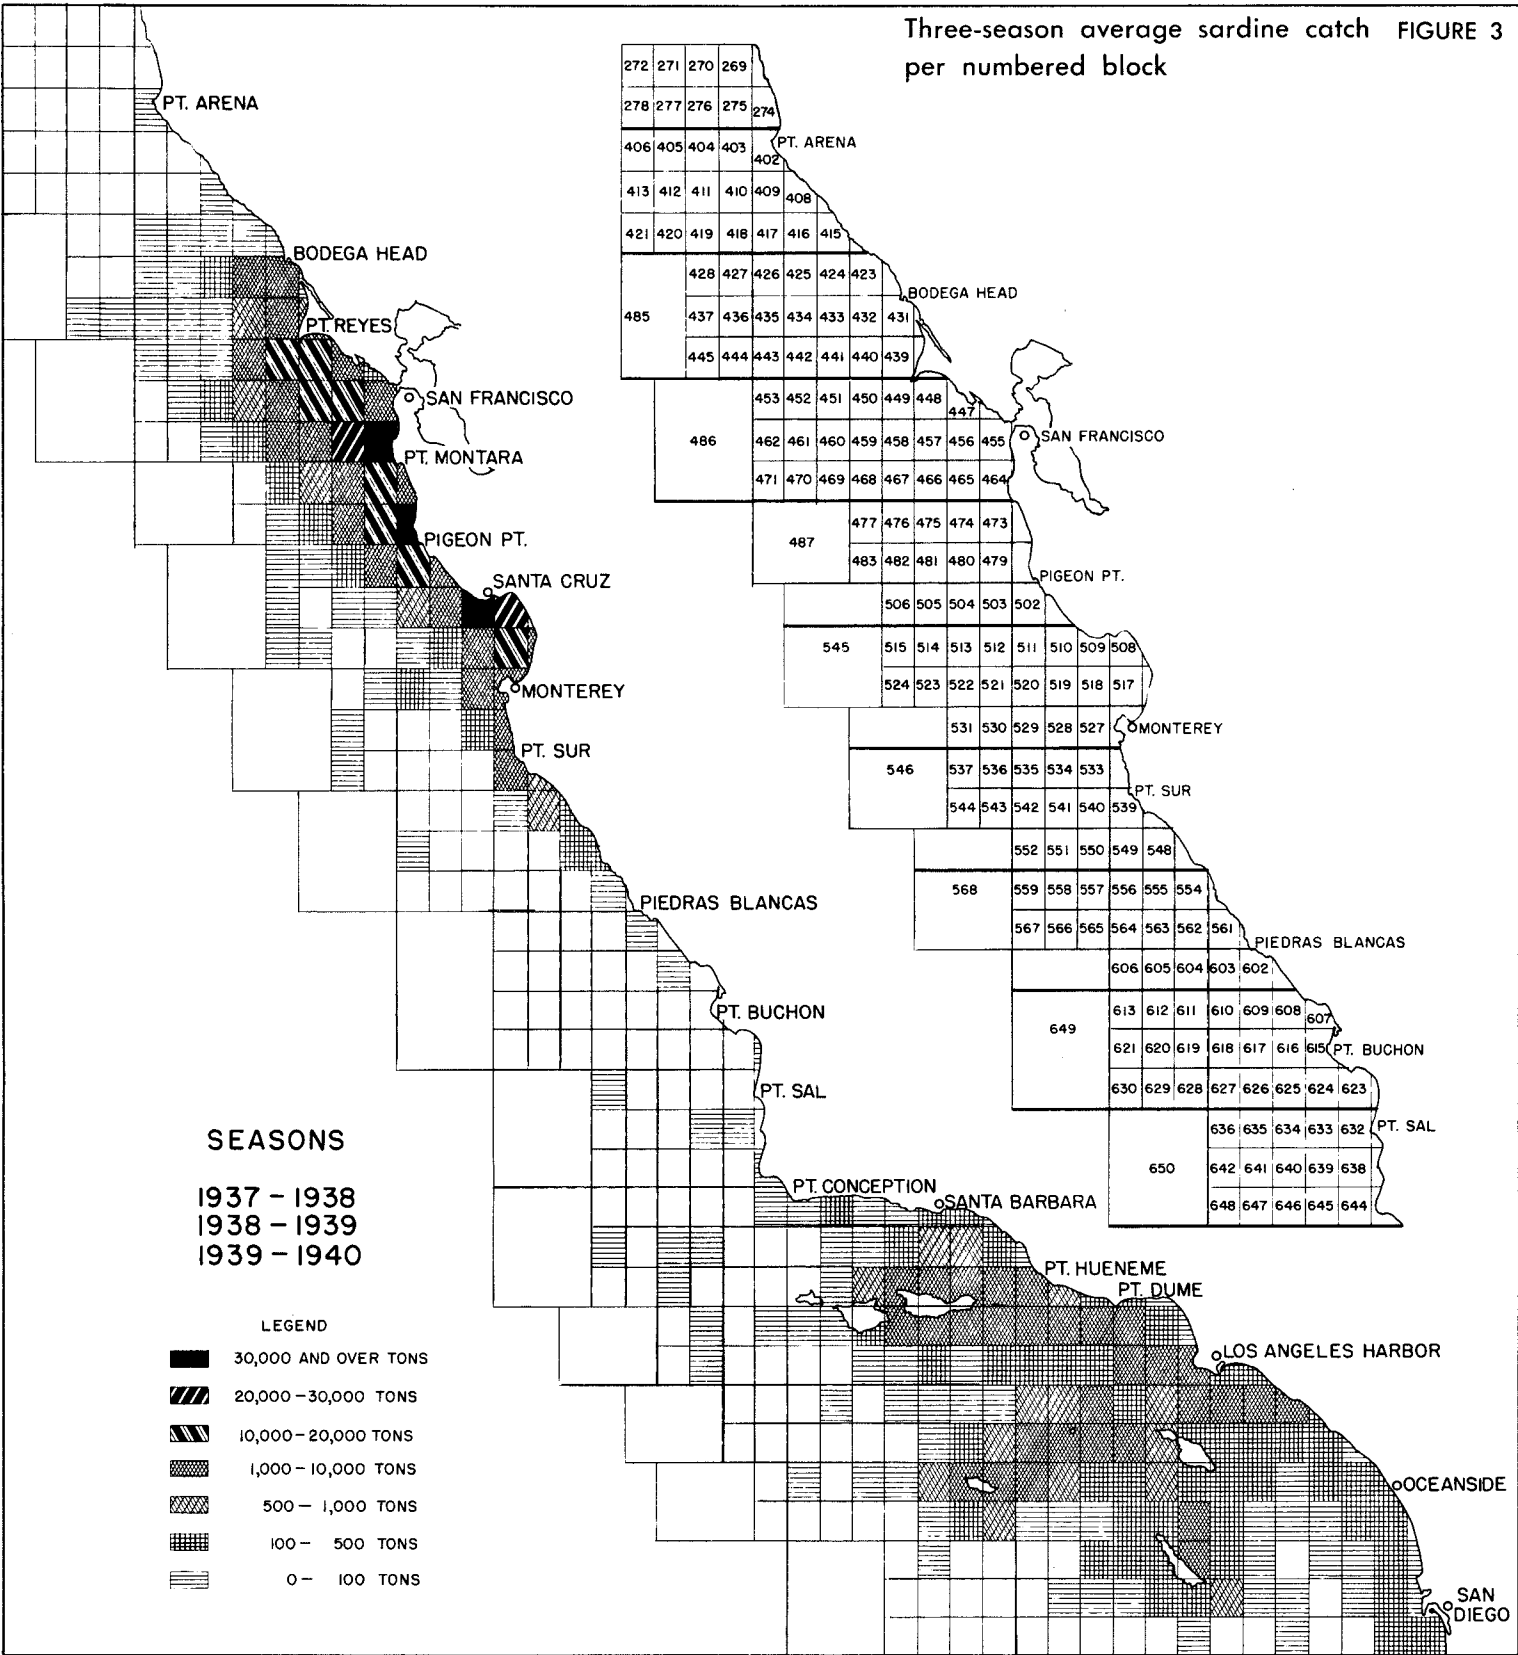 Three-season average sardine catch FIGURE 3
per numbered block
PT. ARENA
BODEGA HEAD
PT. REYES
SAN FRANCISCO
PT. MONTARA
PIGEON PT.
SANTA CRUZ
MONTEREY
PT. SUR
PIEDRAS BLANCAS
PT. BUCHON
PT. SAL
PT. CONCEPTION
SANTA BARBARA
PT. HUENEME
PT. DUME
LOS ANGELES HARBOR
OCEANSIDE
SAN
DIEGO
272 271 270 269
278 277 276 275 274
PT. ARENA
406 405 404 403 402
413 412 411 410 409 408
421 420 419 418 417 416 415
428 427 426 425 424 423
BODEGA HEAD
485 437 436 435 434 433 432 431
445 444 443 442 441 440 439
453 452 451 450 449 448 447
486 462 461 460 459 458 457 456 455
SAN FRANCISCO
471 470 469 468 467 466 465 464
477 476 475 474 473
487
483 482 481 480 479
PIGEON PT.
506 505 504 503 502
545 515 514 513 512 511 510 509 508
524 523 522 521 520 519 518 517
531 530 529 528 527
MONTEREY
546 537 536 535 534 533
PT. SUR
544 543 542 541 540 539
552 551 550 549 548
568 559 558 557 556 555 554
567 566 565 564 563 562 561
PIEDRAS BLANCAS
606 605 604 603 602
613 612 611 610 609 608 607
649
621 620 619 618 617 616 615
PT. BUCHON
630 629 628 627 626 625 624 623
636 635 634 633 632
PT. SAL
650 642 641 640 639 638
648 647 646 645 644
SEASONS
1937 – 1938
1938 – 1939
1939 – 1940
LEGEND
30,000 AND OVER TONS
20,000 – 30,000 TONS
10,000 – 20,000 TONS
1,000 – 10,000 TONS
500 – 1,000 TONS
100 – 500 TONS
0 – 100 TONS